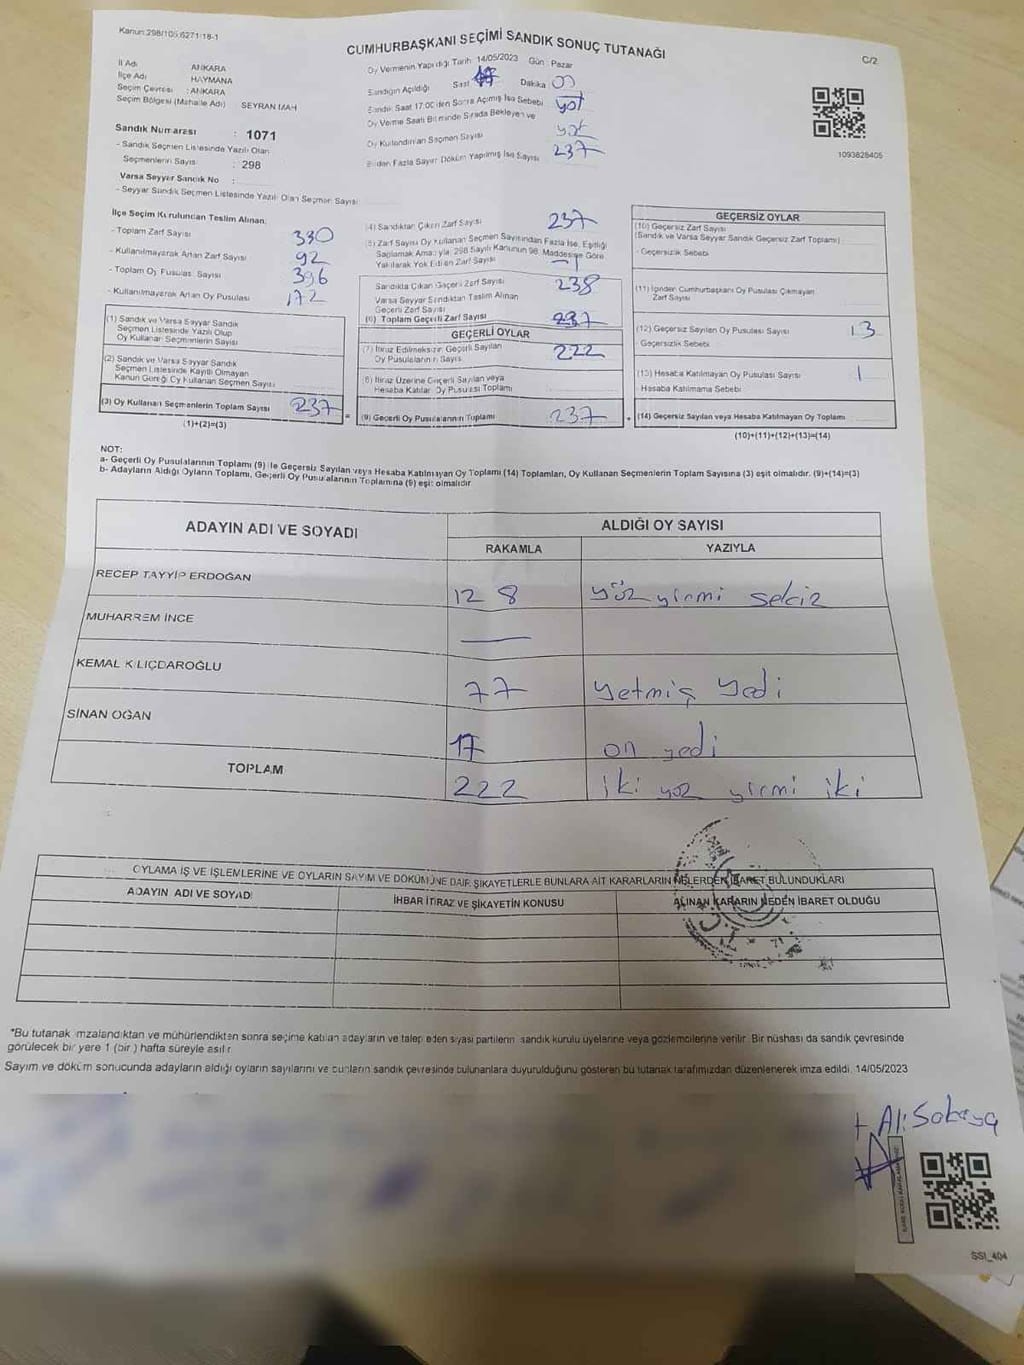 Kanun:298/105,6271/18-1
CUMHURBAŞKANI SEÇİMİ SANDIK SONUÇ TUTANAĞI
C/2
İl Adı : ANKARA
İlçe Adı : HAYMANA
Seçim Çevresi : ANKARA
Seçim Bölgesi (Mahalle Adı) SEYRAN MAH
Sandık Numarası : 1071
- Sandık Seçmen Listesinde Yazılı Olan
Seçmenlerin Sayısı : 298
Varsa Seyyar Sandık No :
- Seyyar Sandık Seçmen Listesinde Yazılı Olan Seçmen Sayısı:
Oy Vermenin Yapıldığı Tarih 14/05/2023 Gün Pazar
Sandığın Açıldığı Saat Dakika 00
Sandık Saat 17:00'den Sonra Açılmış İse Sebebi yok
Oy Verme Saati Bitiminde Sırada Bekleyen ve
Oy Kullandırılan Seçmen Sayısı yok
Birden Fazla Sayım Döküm Yapılmış İse Sayısı 237
1093828405
İlçe Seçim Kurulundan Teslim Alınan:
- Toplam Zarf Sayısı 330
- Kullanılmayarak Artan Zarf Sayısı 92
- Toplam Oy Pusulası Sayısı 396
- Kullanılmayarak Artan Oy Pusulası 172
(1) Sandık ve Varsa Seyyar Sandık
Seçmen Listesinde Yazılı Olup
Oy Kullanan Seçmenlerin Sayısı
(2) Sandık ve Varsa Seyyar Sandık
Seçmen Listesinde Kayıtlı Olmayan
Kanun Gereği Oy Kullanan Seçmen Sayısı
(3) Oy Kullanan Seçmenlerin Toplam Sayısı 237
(1)+(2)=(3)
(4) Sandıktan Çıkan Zarf Sayısı 237
(5) Zarf Sayısı Oy Kullanan Seçmen Sayısından Fazla İse, Eşitliği
Sağlamak Amacıyla, 298 Sayılı Kanunun 98. Maddesine Göre
Yakılarak Yok Edilen Zarf Sayısı -1
Sandıkta Çıkan Geçerli Zarf Sayısı 238
Varsa Seyyar Sandıktan Teslim Alınan
Geçerli Zarf Sayısı
(6) Toplam Geçerli Zarf Sayısı 237
GEÇERLİ OYLAR
(7) İtiraz Edilmeksizin Geçerli Sayılan
Oy Pusulalarının Sayısı 222
(8) İtiraz Üzerine Geçerli Sayılan veya
Hesaba Katılan Oy Pusulası Toplamı
=
(9) Geçerli Oy Pusulalarının Toplamı 237
+
GEÇERSİZ OYLAR
(10) Geçersiz Zarf Sayısı
(Sandık ve Varsa Seyyar Sandık Geçersiz Zarf Toplamı)
- Geçersizlik Sebebi
(11) İçinden Cumhurbaşkanı Oy Pusulası Çıkmayan
Zarf Sayısı
(12) Geçersiz Sayılan Oy Pusulası Sayısı 13
- Geçersizlik Sebebi
(13) Hesaba Katılmayan Oy Pusulası Sayısı 1
Hesaba Katılmama Sebebi
(14) Geçersiz Sayılan veya Hesaba Katılmayan Oy Toplamı
(10)+(11)+(12)+(13)=(14)
NOT:
a- Geçerli Oy Pusulalarının Toplamı (9) ile Geçersiz Sayılan veya Hesaba Katılmayan Oy Toplamı (14) Toplamları, Oy Kullanan Seçmenlerin Toplam Sayısına (3) eşit olmalıdır. (9)+(14)=(3)
b- Adayların Aldığı Oyların Toplamı, Geçerli Oy Pusulalarının Toplamına (9) eşit olmalıdır
ADAYIN ADI VE SOYADI
ALDIĞI OY SAYISI
RAKAMLA YAZIYLA
RECEP TAYYİP ERDOĞAN 128 yüz yirmi sekiz
MUHARREM İNCE —
KEMAL KILIÇDAROĞLU 77 yetmiş yedi
SİNAN OĞAN 17 on yedi
TOPLAM 222 iki yüz yirmi iki
OYLAMA İŞ VE İŞLEMLERİNE VE OYLARIN SAYIM VE DÖKÜMÜNE DAİR ŞİKAYETLERLE BUNLARA AİT KARARLARIN NELERDEN İBARET BULUNDUKLARI
ADAYIN ADI VE SOYADI İHBAR İTİRAZ VE ŞİKAYETİN KONUSU ALINAN KARARIN NEDEN İBARET OLDUĞU
T.C.
*Bu tutanak imzalandıktan ve mühürlendikten sonra seçime katılan adayların ve talep eden siyasi partilerin sandık kurulu üyelerine veya gözlemcilerine verilir. Bir nüshası da sandık çevresinde
görülecek bir yere 1 (bir) hafta süreyle asılır.
Sayım ve döküm sonucunda adayların aldığı oyların sayılarını ve bunların sandık çevresinde bulunanlara duyurulduğunu gösteren bu tutanak tarafımızdan düzenlenerek imza edildi. 14/05/2023
+ Ali Sakaya
SSI_404